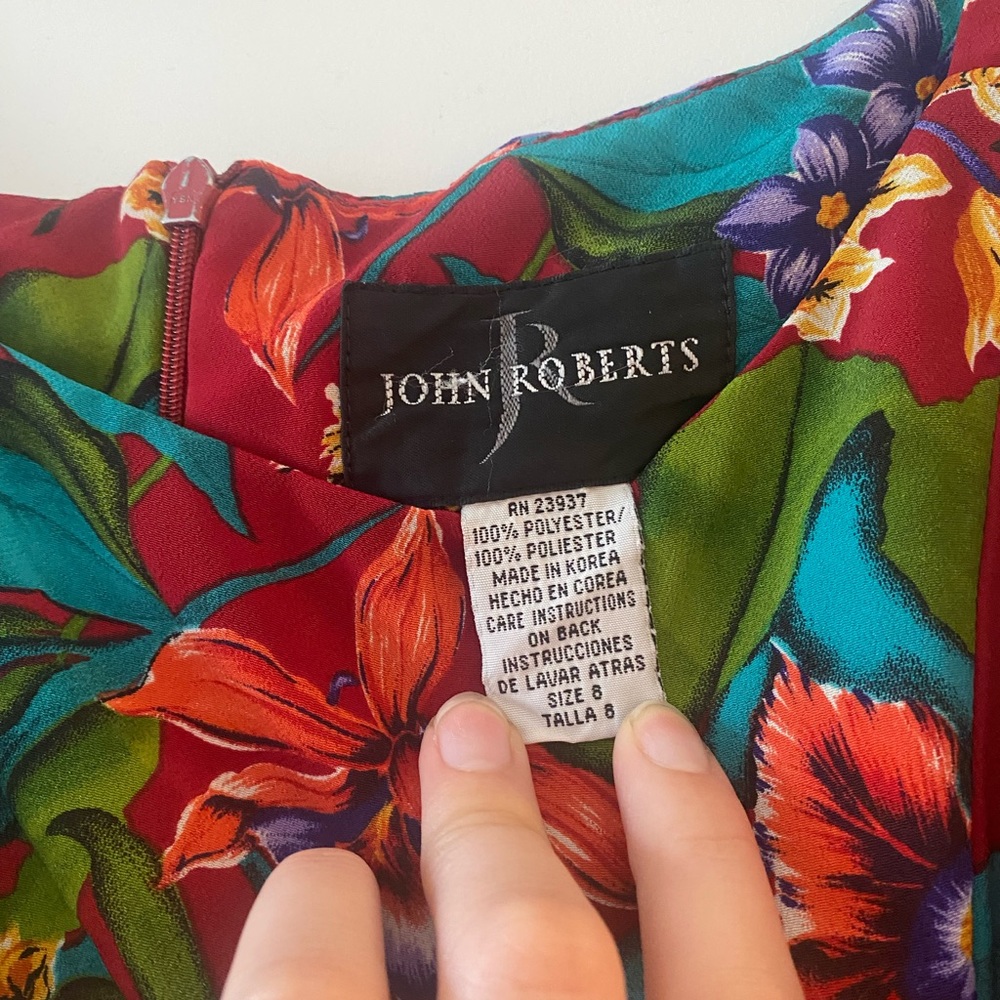 JOHN ROBERTS
JR
RN 23937
100% POLYESTER/
100% POLIESTER
MADE IN KOREA
HECHO EN COREA
CARE INSTRUCTIONS
ON BACK
INSTRUCCIONES
DE LAVAR ATRAS
SIZE 8
TALLA 8